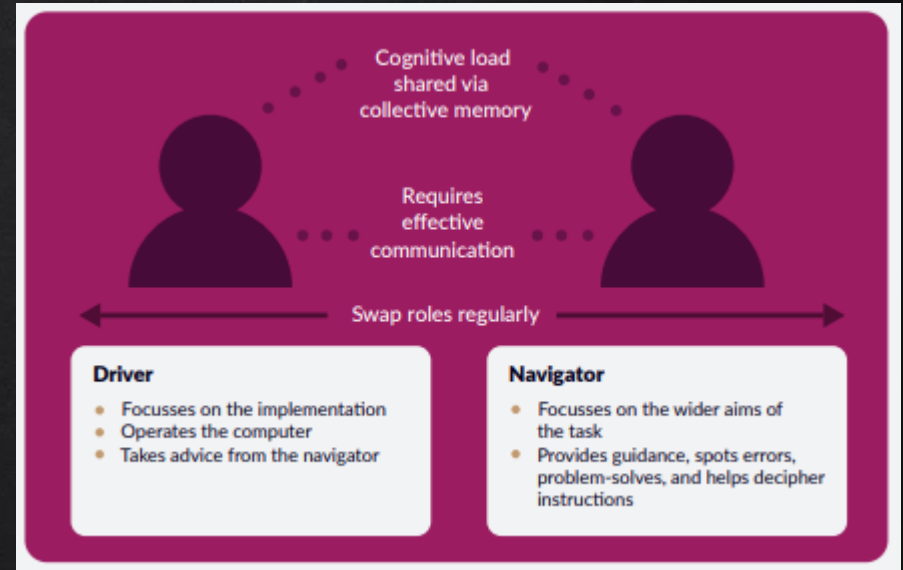 Cognitive load
shared via
collective memory
Requires
effective
communication
Swap roles regularly
Driver
Focusses on the implementation
Operates the computer
Takes advice from the navigator
Navigator
Focusses on the wider aims of
the task
Provides guidance, spots errors,
problem-solves, and helps decipher
instructions